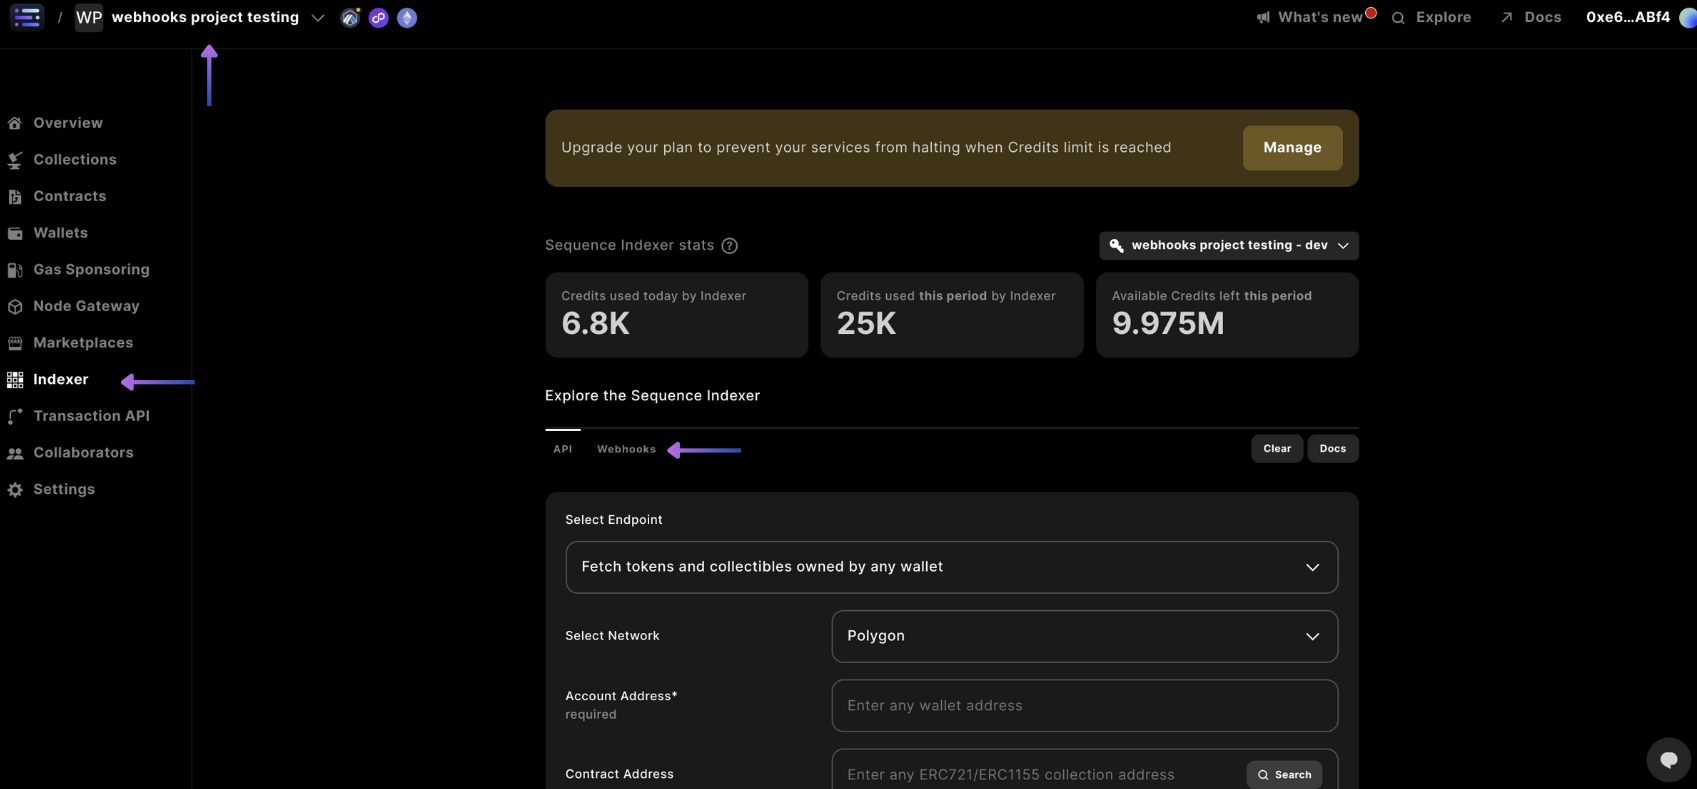 / WP webhooks project testing
What's new Explore Docs 0xe6...ABf4
Overview
Collections
Contracts
Wallets
Gas Sponsoring
Node Gateway
Marketplaces
Indexer
Transaction API
Collaborators
Settings
Upgrade your plan to prevent your services from halting when Credits limit is reached Manage
Sequence Indexer stats ? webhooks project testing - dev
Credits used today by Indexer
6.8K
Credits used this period by Indexer
25K
Available Credits left this period
9.975M
Explore the Sequence Indexer
API Webhooks Clear Docs
Select Endpoint
Fetch tokens and collectibles owned by any wallet
Select Network Polygon
Account Address*
required
Enter any wallet address
Contract Address Enter any ERC721/ERC1155 collection address Search